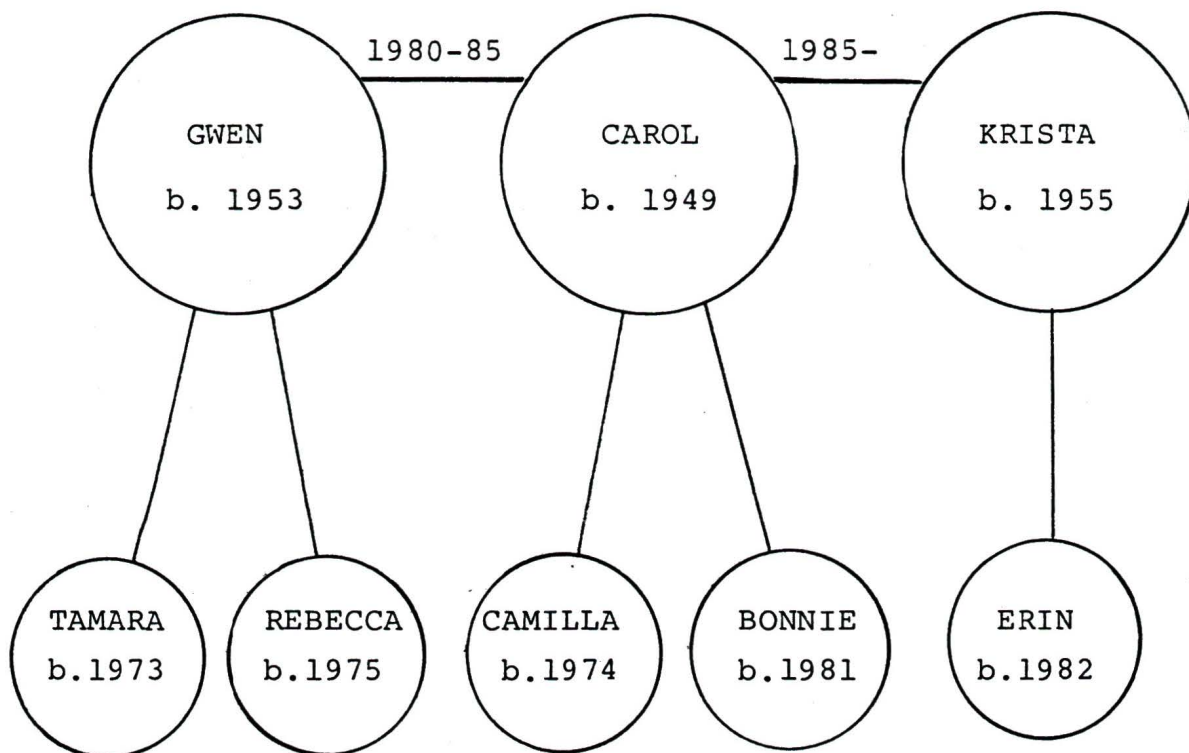 1980-85
1985-
GWEN
b. 1953
CAROL
b. 1949
KRISTA
b. 1955
TAMARA
b.1973
REBECCA
b.1975
CAMILLA
b.1974
BONNIE
b.1981
ERIN
b.1982